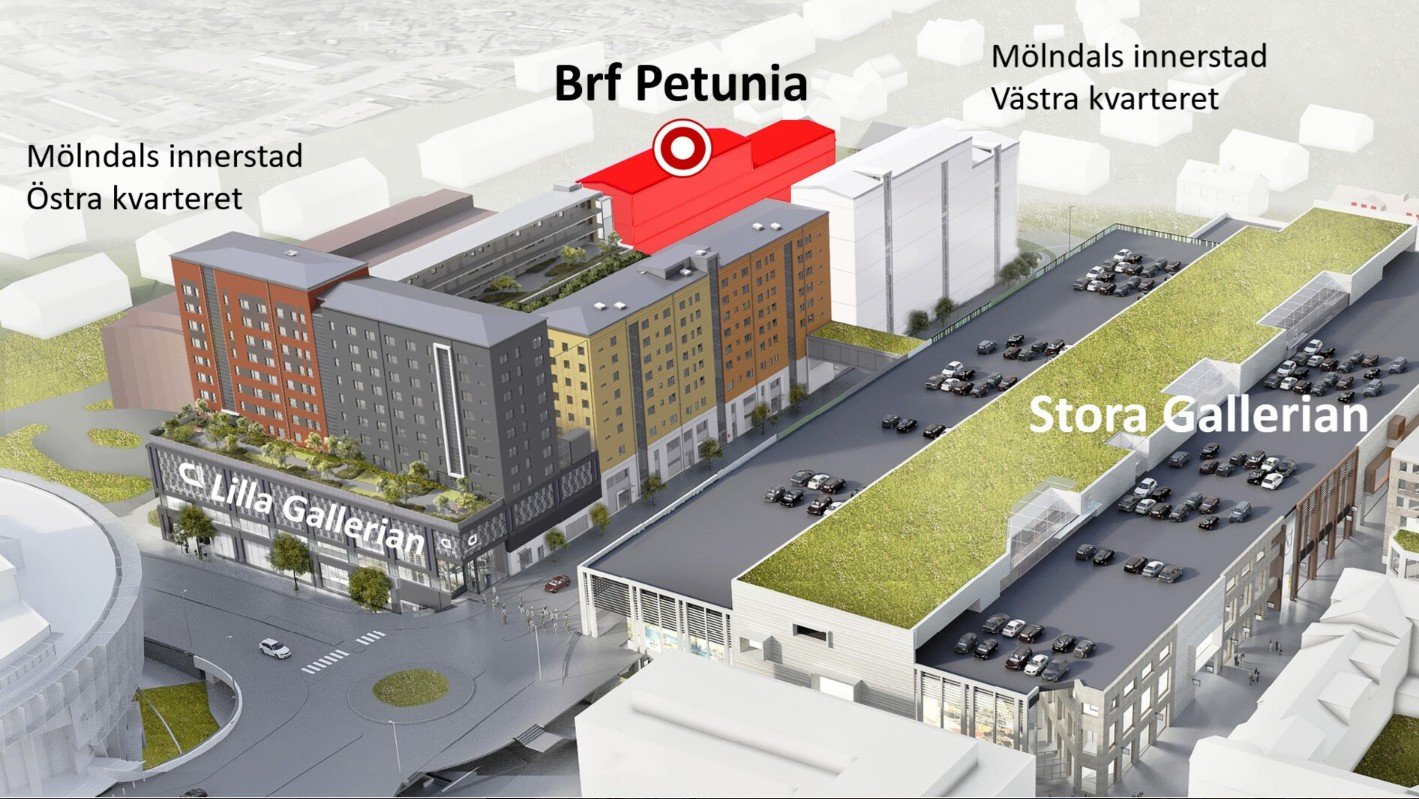 Brf Petunia
Mölndals innerstad
Västra kvarteret
Mölndals innerstad
Östra kvarteret
Stora Gallerian
Lilla Gallerian